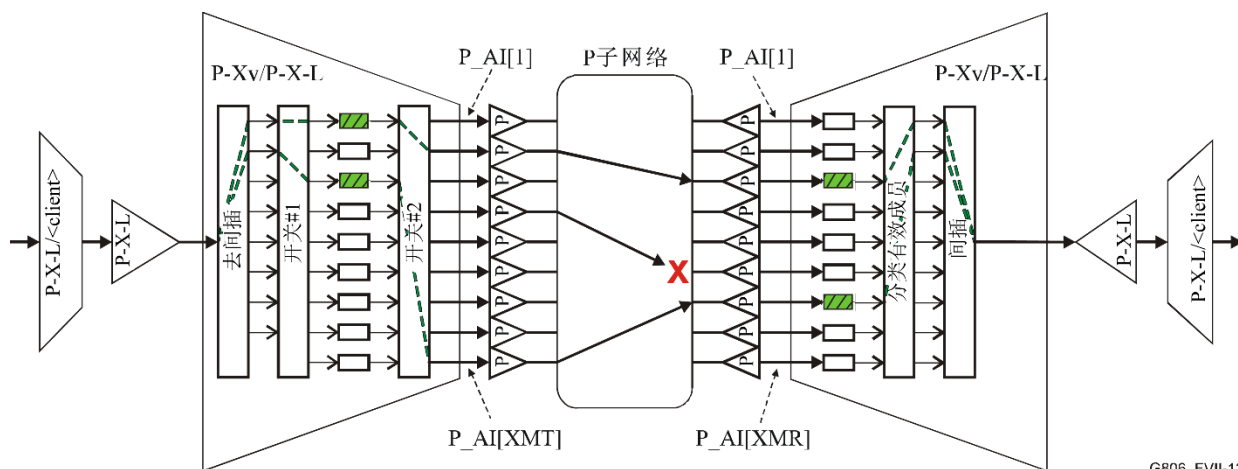 P子网络
P_AI[1]
P_AI[1]
P-Xv/P-X-L
P-Xv/P-X-L
P-X-L/<client>
P-X-L
去间插
开关#1
开关#2
P
P
P
P
P
P
P
P
P
X
P
P
P
P
P
P
P
P
P
分类有效成员
间插
P-X-L
P-X-L/<client>
P_AI[XMT]
P_AI[XMR]